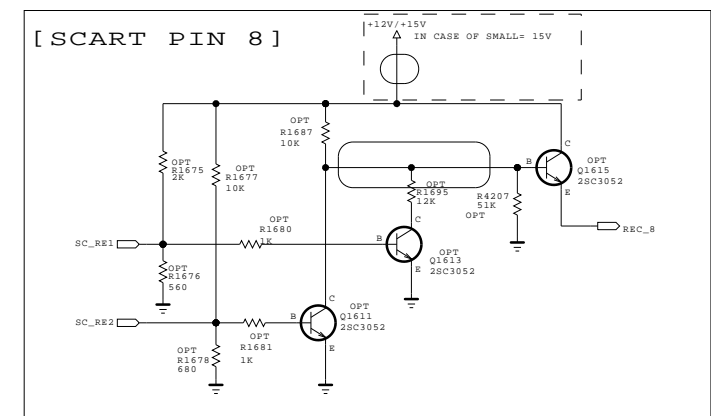 [SCART PIN 8]
+12V/+15V
IN CASE OF SMALL= 15V
OPT
R1687
10K
OPT
R1675
2K
OPT
R1677
10K
OPT
R1695
12K
B
C
E
OPT
Q1615
2SC3052
R4207
51K
OPT
REC_8
SC_RE1
OPT
R1680
1K
B
C
E
OPT
Q1613
2SC3052
OPT
R1676
560
SC_RE2
OPT
R1681
1K
B
C
E
OPT
Q1611
2SC3052
OPT
R1678
680